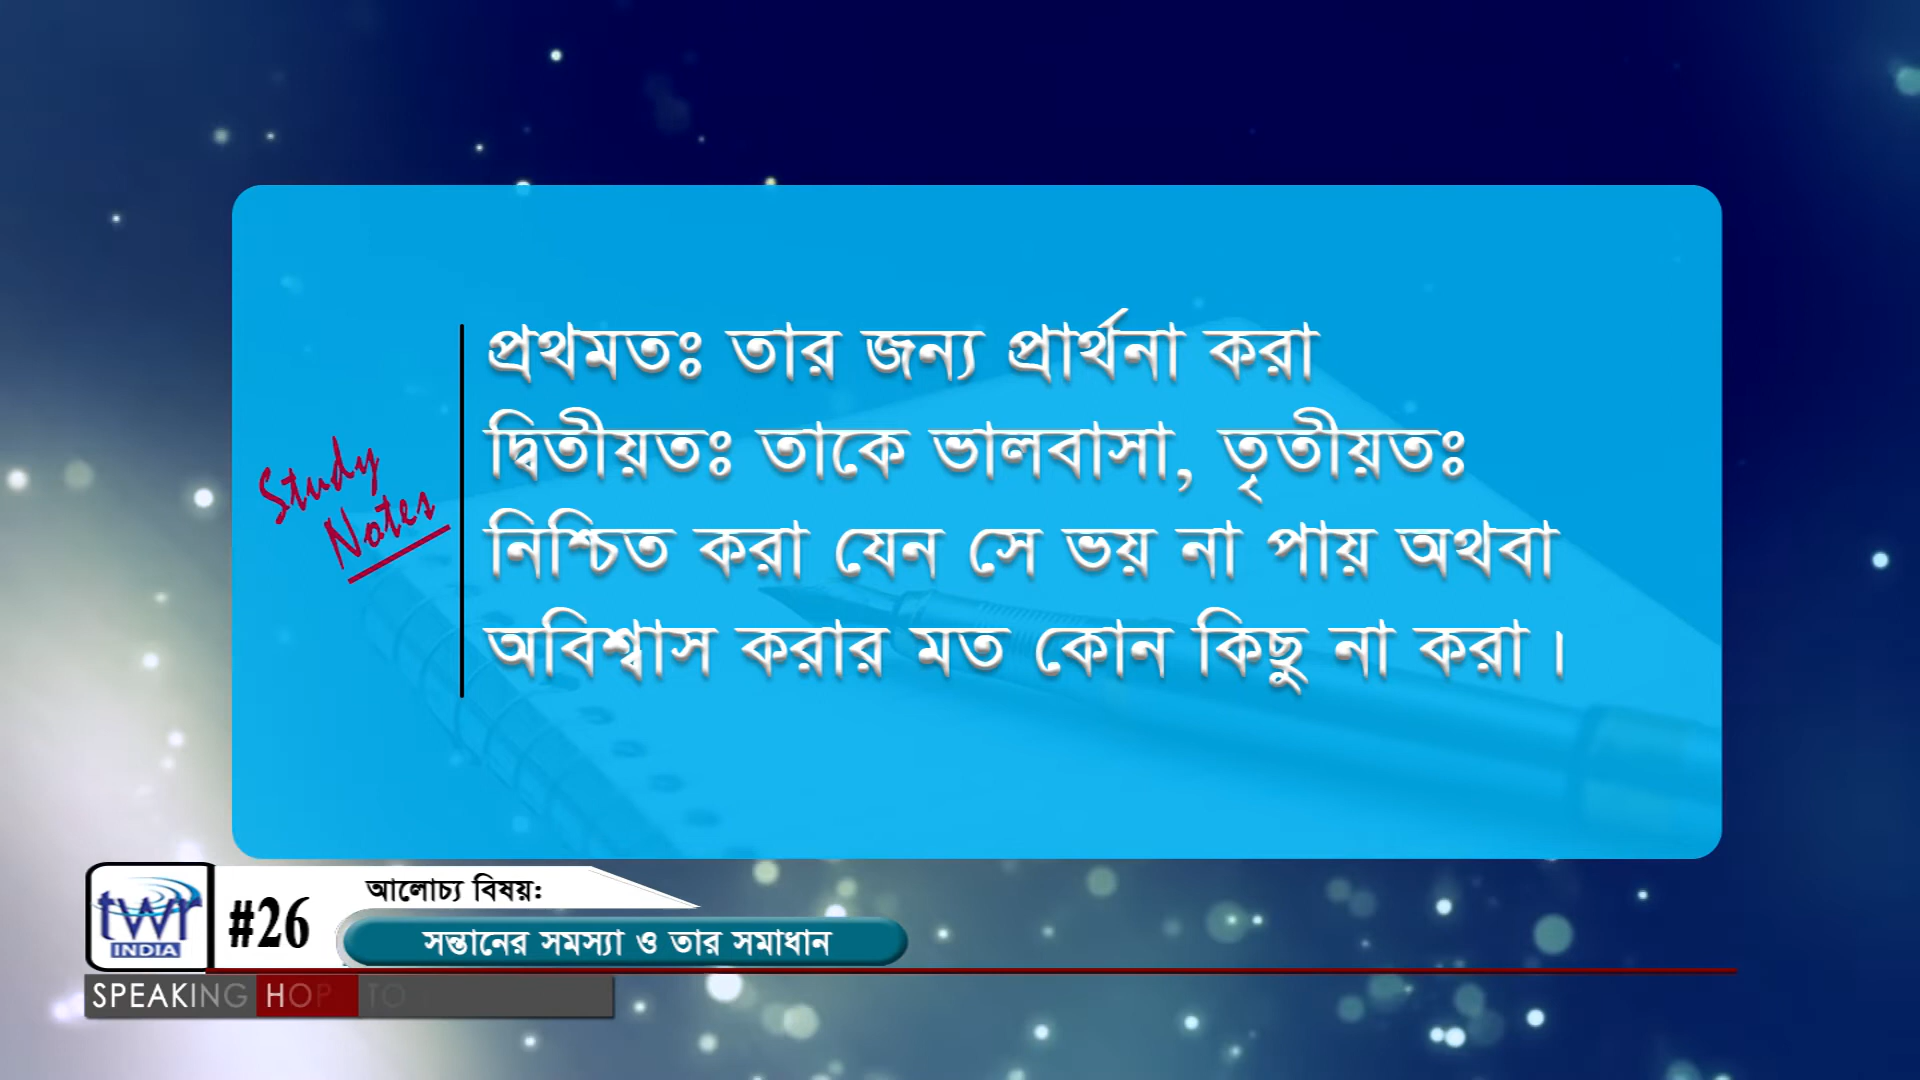 প্রথমতঃ তার জন্য প্রার্থনা করা
দ্বিতীয়তঃ তাকে ভালবাসা, তৃতীয়তঃ
নিশ্চিত করা যেন সে ভয় না পায় অথবা
অবিশ্বাস করার মত কোন কিছু না করা।
Study
Notes
twr
INDIA
#26
আলোচ্য বিষয়:
সন্তানের সমস্যা ও তার সমাধান
SPEAKING HOP TO